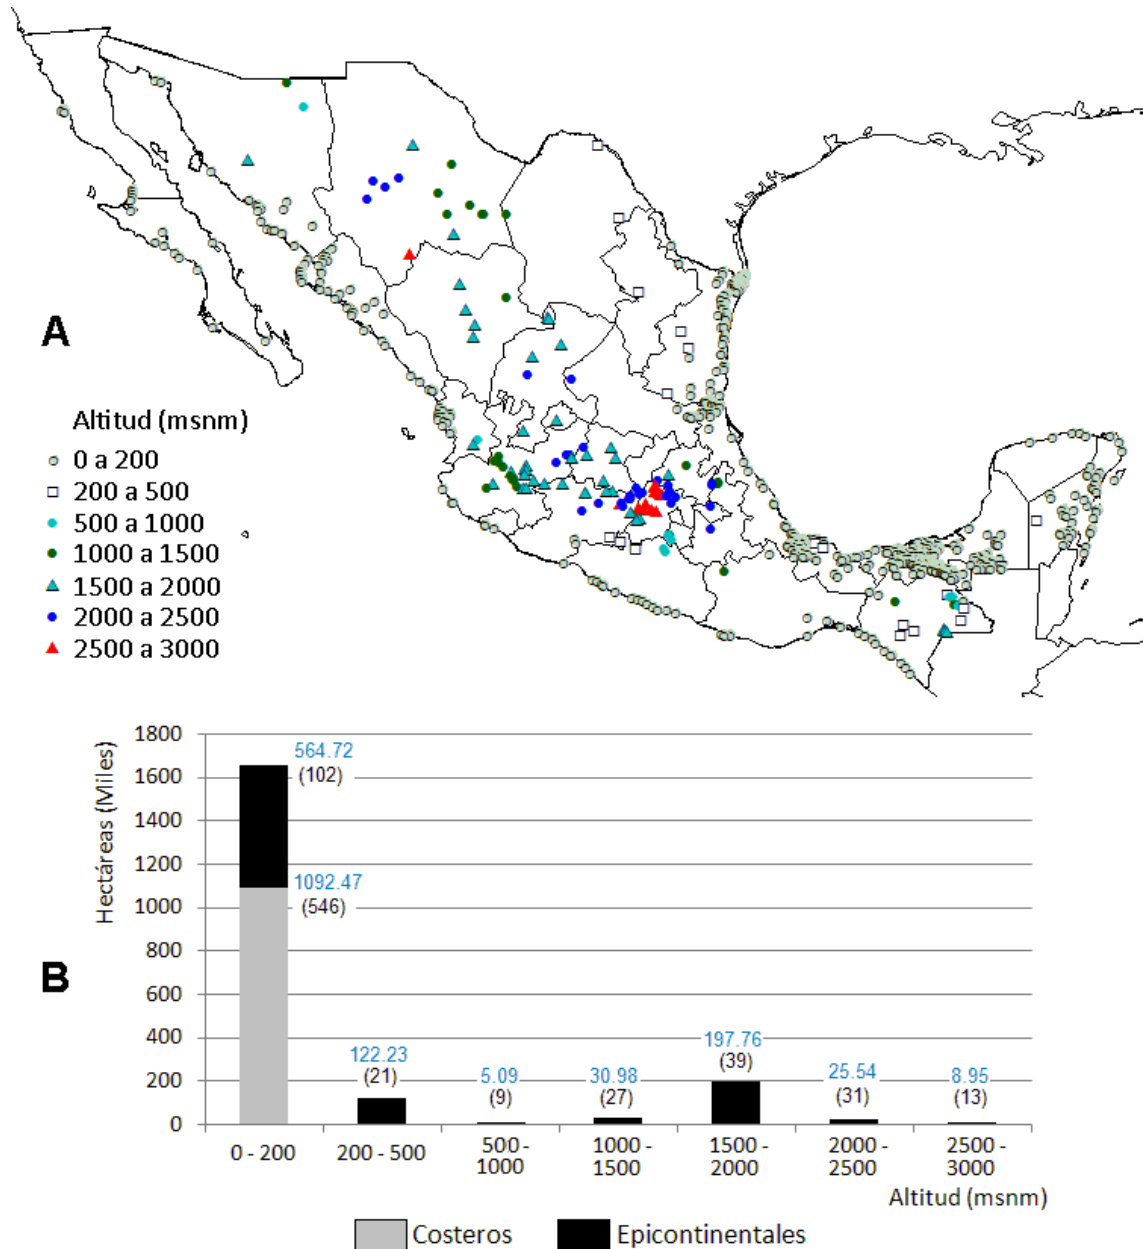 A
Altitud (msnm)
0 a 200
200 a 500
500 a 1000
1000 a 1500
1500 a 2000
2000 a 2500
2500 a 3000
B
Hectáreas (Miles)
1800
1600
1400
1200
1000
800
600
400
200
0
564.72
(102)
1092.47
(546)
122.23
(21)
5.09
(9)
30.98
(27)
197.76
(39)
25.54
(31)
8.95
(13)
0 - 200
200 - 500
500 -
1000
1000 -
1500
1500 -
2000
2000 -
2500
2500 -
3000
Altitud (msnm)
Costeros
Epicontinentales